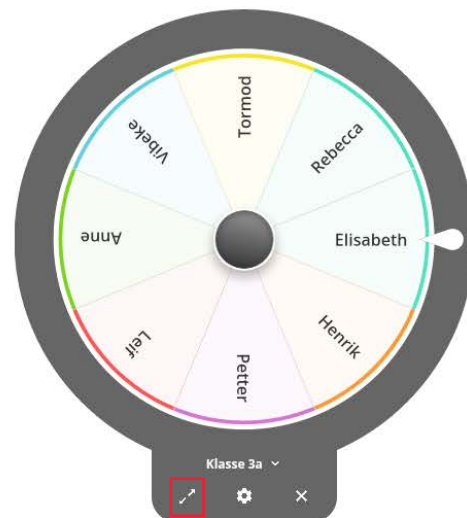 Tormod
Rebecca
Elisabeth
Henrik
Petter
Leif
Anne
Vibeke
Klasse 3a